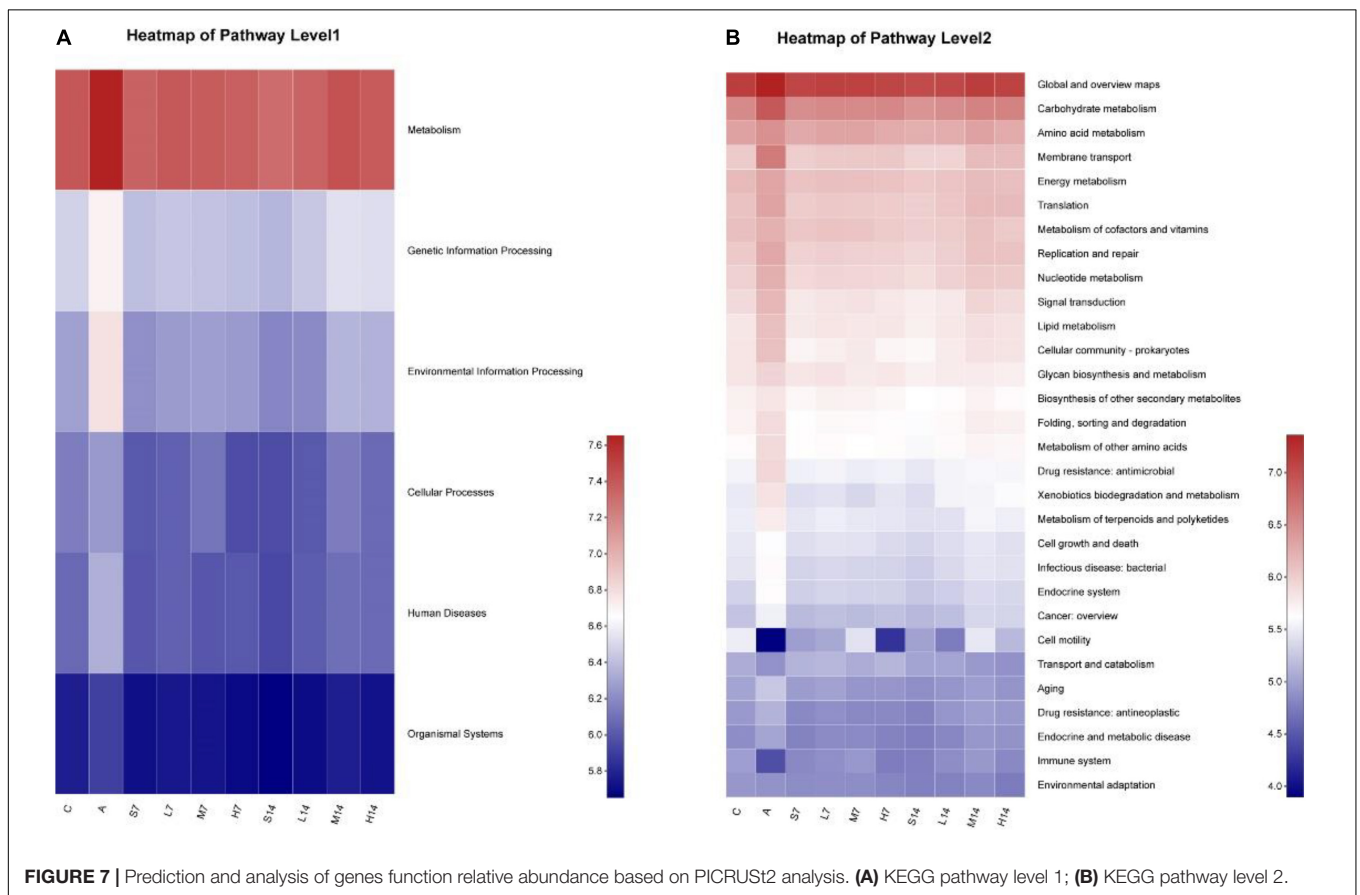 A
Heatmap of Pathway Level1
Metabolism
Genetic Information Processing
Environmental Information Processing
Cellular Processes
Human Diseases
Organismal Systems
7.6
7.4
7.2
7.0
6.8
6.6
6.4
6.2
6.0
5.8
C
A
S7
L7
M7
H7
S14
L14
M14
H14
B
Heatmap of Pathway Level2
Global and overview maps
Carbohydrate metabolism
Amino acid metabolism
Membrane transport
Energy metabolism
Translation
Metabolism of cofactors and vitamins
Replication and repair
Nucleotide metabolism
Signal transduction
Lipid metabolism
Cellular community - prokaryotes
Glycan biosynthesis and metabolism
Biosynthesis of other secondary metabolites
Folding, sorting and degradation
Metabolism of other amino acids
Drug resistance: antimicrobial
Xenobiotics biodegradation and metabolism
Metabolism of terpenoids and polyketides
Cell growth and death
Infectious disease: bacterial
Endocrine system
Cancer: overview
Cell motility
Transport and catabolism
Aging
Drug resistance: antineoplastic
Endocrine and metabolic disease
Immune system
Environmental adaptation
7.0
6.5
6.0
5.5
5.0
4.5
4.0
C
A
S7
L7
M7
H7
S14
L14
M14
H14
FIGURE 7 | Prediction and analysis of genes function relative abundance based on PICRUSt2 analysis. (A) KEGG pathway level 1; (B) KEGG pathway level 2.